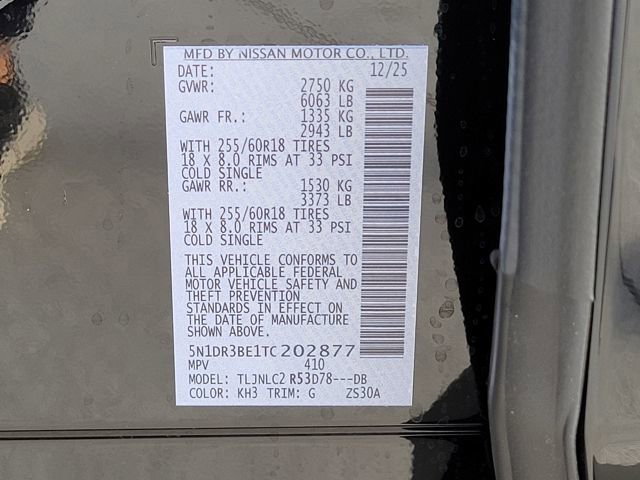 MFD BY NISSAN MOTOR CO., LTD.
DATE: 12/25
GVWR: 2750 KG
6063 LB
GAWR FR.: 1335 KG
2943 LB
WITH 255/60R18 TIRES
18 X 8.0 RIMS AT 33 PSI
COLD SINGLE
GAWR RR.: 1530 KG
3373 LB
WITH 255/60R18 TIRES
18 X 8.0 RIMS AT 33 PSI
COLD SINGLE
THIS VEHICLE CONFORMS TO
ALL APPLICABLE FEDERAL
MOTOR VEHICLE SAFETY AND
THEFT PREVENTION
STANDARDS IN EFFECT ON
THE DATE OF MANUFACTURE
SHOWN ABOVE.
5N1DR3BE1TC202877
MPV 410
MODEL: TLJNLC2 R53D78---DB
COLOR: KH3 TRIM: G ZS30A